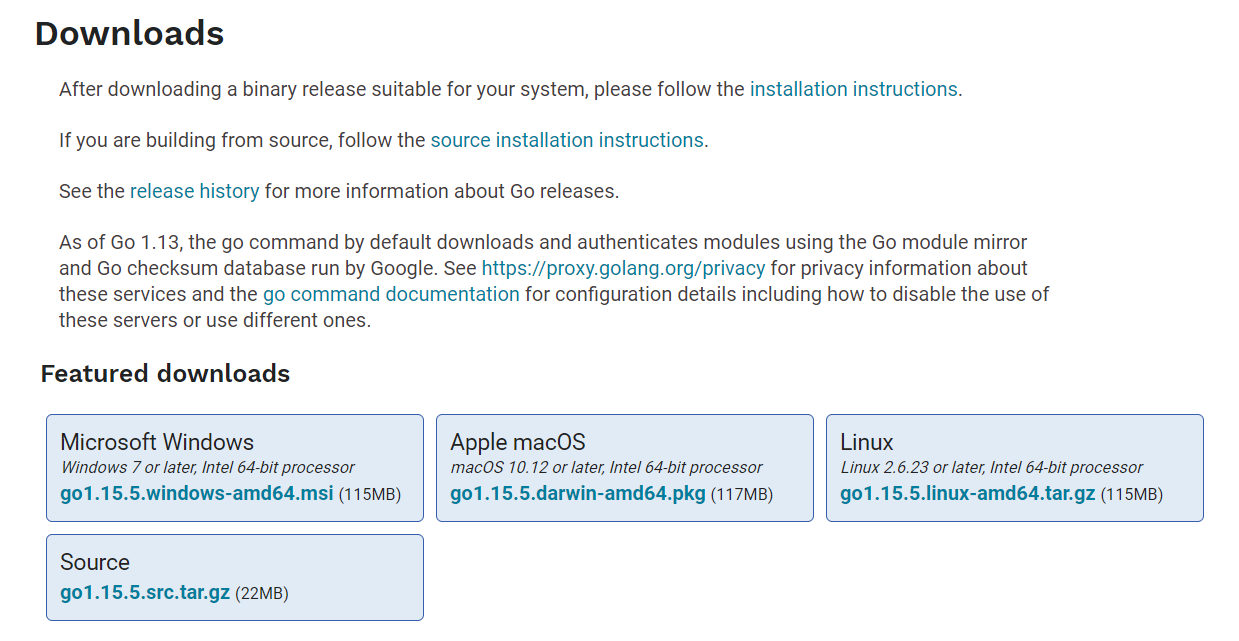 Downloads
After downloading a binary release suitable for your system, please follow the installation instructions.
If you are building from source, follow the source installation instructions.
See the release history for more information about Go releases.
As of Go 1.13, the go command by default downloads and authenticates modules using the Go module mirror
and Go checksum database run by Google. See https://proxy.golang.org/privacy for privacy information about
these services and the go command documentation for configuration details including how to disable the use of
these servers or use different ones.
Featured downloads
Microsoft Windows
Windows 7 or later, Intel 64-bit processor
go1.15.5.windows-amd64.msi (115MB)
Apple macOS
macOS 10.12 or later, Intel 64-bit processor
go1.15.5.darwin-amd64.pkg (117MB)
Linux
Linux 2.6.23 or later, Intel 64-bit processor
go1.15.5.linux-amd64.tar.gz (115MB)
Source
go1.15.5.src.tar.gz (22MB)